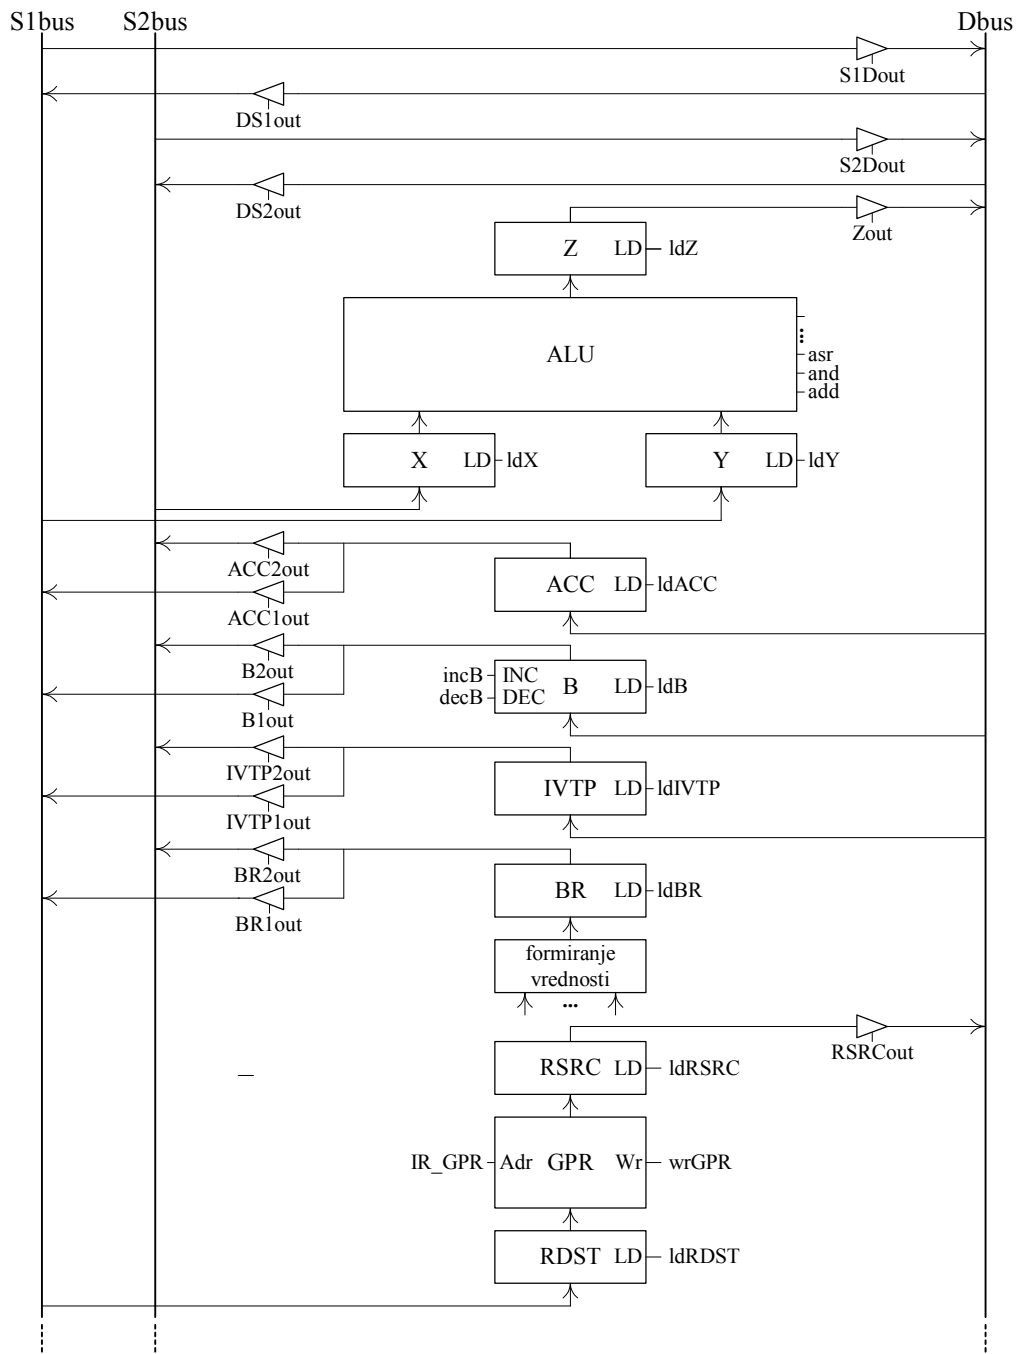 S1bus S2bus Dbus
S1Dout
DS1out
S2Dout
DS2out
Zout
Z LD ldZ
ALU
asr
and
add
X LD ldX Y LD ldY
ACC2out
ACC LD ldACC
ACC1out
B2out
incB INC
B LD ldB
decB DEC
B1out
IVTP2out
IVTP LD ldIVTP
IVTP1out
BR2out
BR LD ldBR
BR1out
formiranje
vrednosti
...
RSRCout
RSRC LD ldRSRC
IR_GPR Adr GPR Wr wrGPR
RDST LD ldRDST